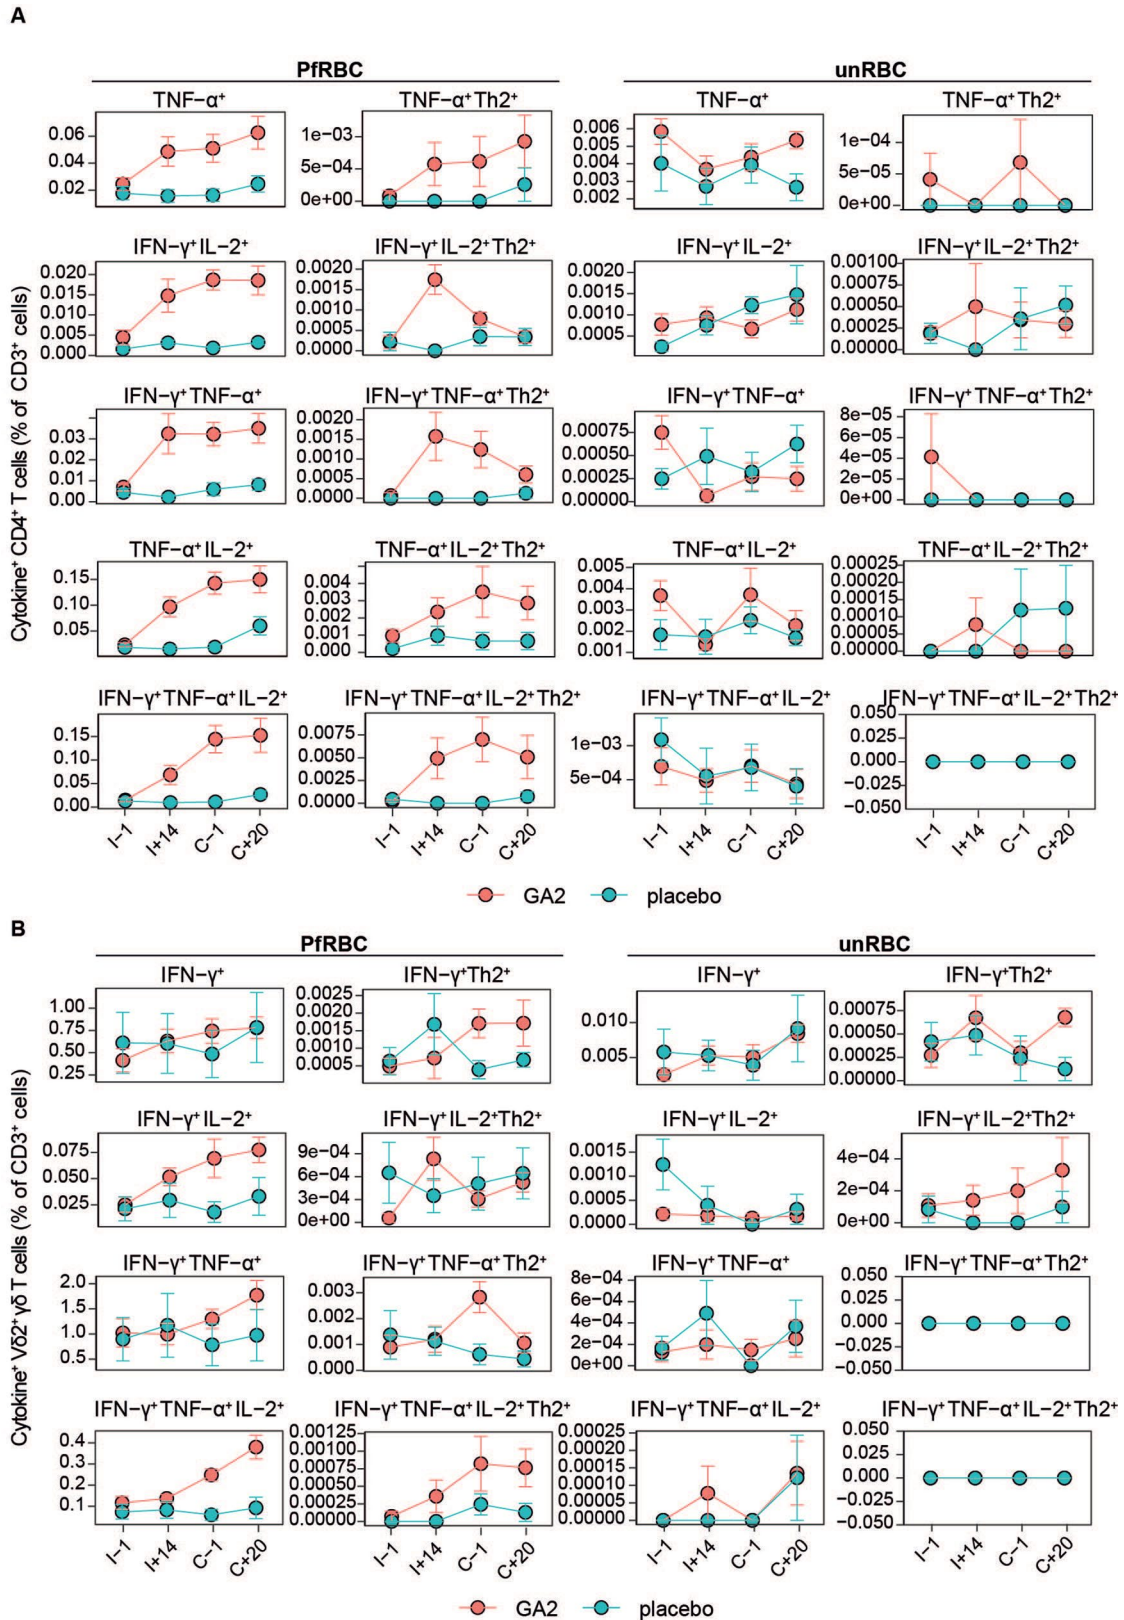 A
PfRBC
unRBC
TNF−α⁺
TNF−α⁺Th2⁺
TNF−α⁺
TNF−α⁺Th2⁺
0.06
0.04
0.02
1e−03
5e−04
0e+00
0.006
0.005
0.004
0.003
0.002
1e−04
5e−05
0e+00
IFN−γ⁺IL−2⁺
IFN−γ⁺IL−2⁺Th2⁺
IFN−γ⁺IL−2⁺
IFN−γ⁺IL−2⁺Th2⁺
0.020
0.015
0.010
0.005
0.000
0.0020
0.0015
0.0010
0.0005
0.0000
0.0020
0.0015
0.0010
0.0005
0.00100
0.00075
0.00050
0.00025
0.00000
Cytokine⁺ CD4⁺ T cells (% of CD3⁺ cells)
IFN−γ⁺TNF−α⁺
IFN−γ⁺TNF−α⁺Th2⁺
IFN−γ⁺TNF−α⁺
IFN−γ⁺TNF−α⁺Th2⁺
0.03
0.02
0.01
0.00
0.0020
0.0015
0.0010
0.0005
0.0000
0.00075
0.00050
0.00025
0.00000
8e−05
6e−05
4e−05
2e−05
0e+00
TNF−α⁺IL−2⁺
TNF−α⁺IL−2⁺Th2⁺
TNF−α⁺IL−2⁺
TNF−α⁺IL−2⁺Th2⁺
0.15
0.10
0.05
0.004
0.003
0.002
0.001
0.000
0.005
0.004
0.003
0.002
0.001
0.00025
0.00020
0.00015
0.00010
0.00005
0.00000
IFN−γ⁺TNF−α⁺IL−2⁺
IFN−γ⁺TNF−α⁺IL−2⁺Th2⁺
IFN−γ⁺TNF−α⁺IL−2⁺
IFN−γ⁺TNF−α⁺IL−2⁺Th2⁺
0.15
0.10
0.05
0.00
0.0075
0.0050
0.0025
0.0000
1e−03
5e−04
0.050
0.025
0.000
−0.025
−0.050
I−1 I+14 C−1 C+20
I−1 I+14 C−1 C+20
I−1 I+14 C−1 C+20
I−1 I+14 C−1 C+20
GA2 placebo
B
PfRBC
unRBC
IFN−γ⁺
IFN−γ⁺Th2⁺
IFN−γ⁺
IFN−γ⁺Th2⁺
1.00
0.75
0.50
0.25
0.0025
0.0020
0.0015
0.0010
0.0005
0.010
0.005
0.00075
0.00050
0.00025
0.00000
Cytokine⁺ Vδ2⁺γδ T cells (% of CD3⁺ cells)
IFN−γ⁺IL−2⁺
IFN−γ⁺IL−2⁺Th2⁺
IFN−γ⁺IL−2⁺
IFN−γ⁺IL−2⁺Th2⁺
0.075
0.050
0.025
9e−04
6e−04
3e−04
0e+00
0.0015
0.0010
0.0005
0.0000
4e−04
2e−04
0e+00
IFN−γ⁺TNF−α⁺
IFN−γ⁺TNF−α⁺Th2⁺
IFN−γ⁺TNF−α⁺
IFN−γ⁺TNF−α⁺Th2⁺
2.0
1.5
1.0
0.5
0.003
0.002
0.001
0.000
8e−04
6e−04
4e−04
2e−04
0e+00
0.050
0.025
0.000
−0.025
−0.050
IFN−γ⁺TNF−α⁺IL−2⁺
IFN−γ⁺TNF−α⁺IL−2⁺Th2⁺
IFN−γ⁺TNF−α⁺IL−2⁺
IFN−γ⁺TNF−α⁺IL−2⁺Th2⁺
0.4
0.3
0.2
0.1
0.00125
0.00100
0.00075
0.00050
0.00025
0.00000
0.00025
0.00020
0.00015
0.00010
0.00005
0.00000
0.050
0.025
0.000
−0.025
−0.050
I−1 I+14 C−1 C+20
I−1 I+14 C−1 C+20
I−1 I+14 C−1 C+20
I−1 I+14 C−1 C+20
GA2 placebo